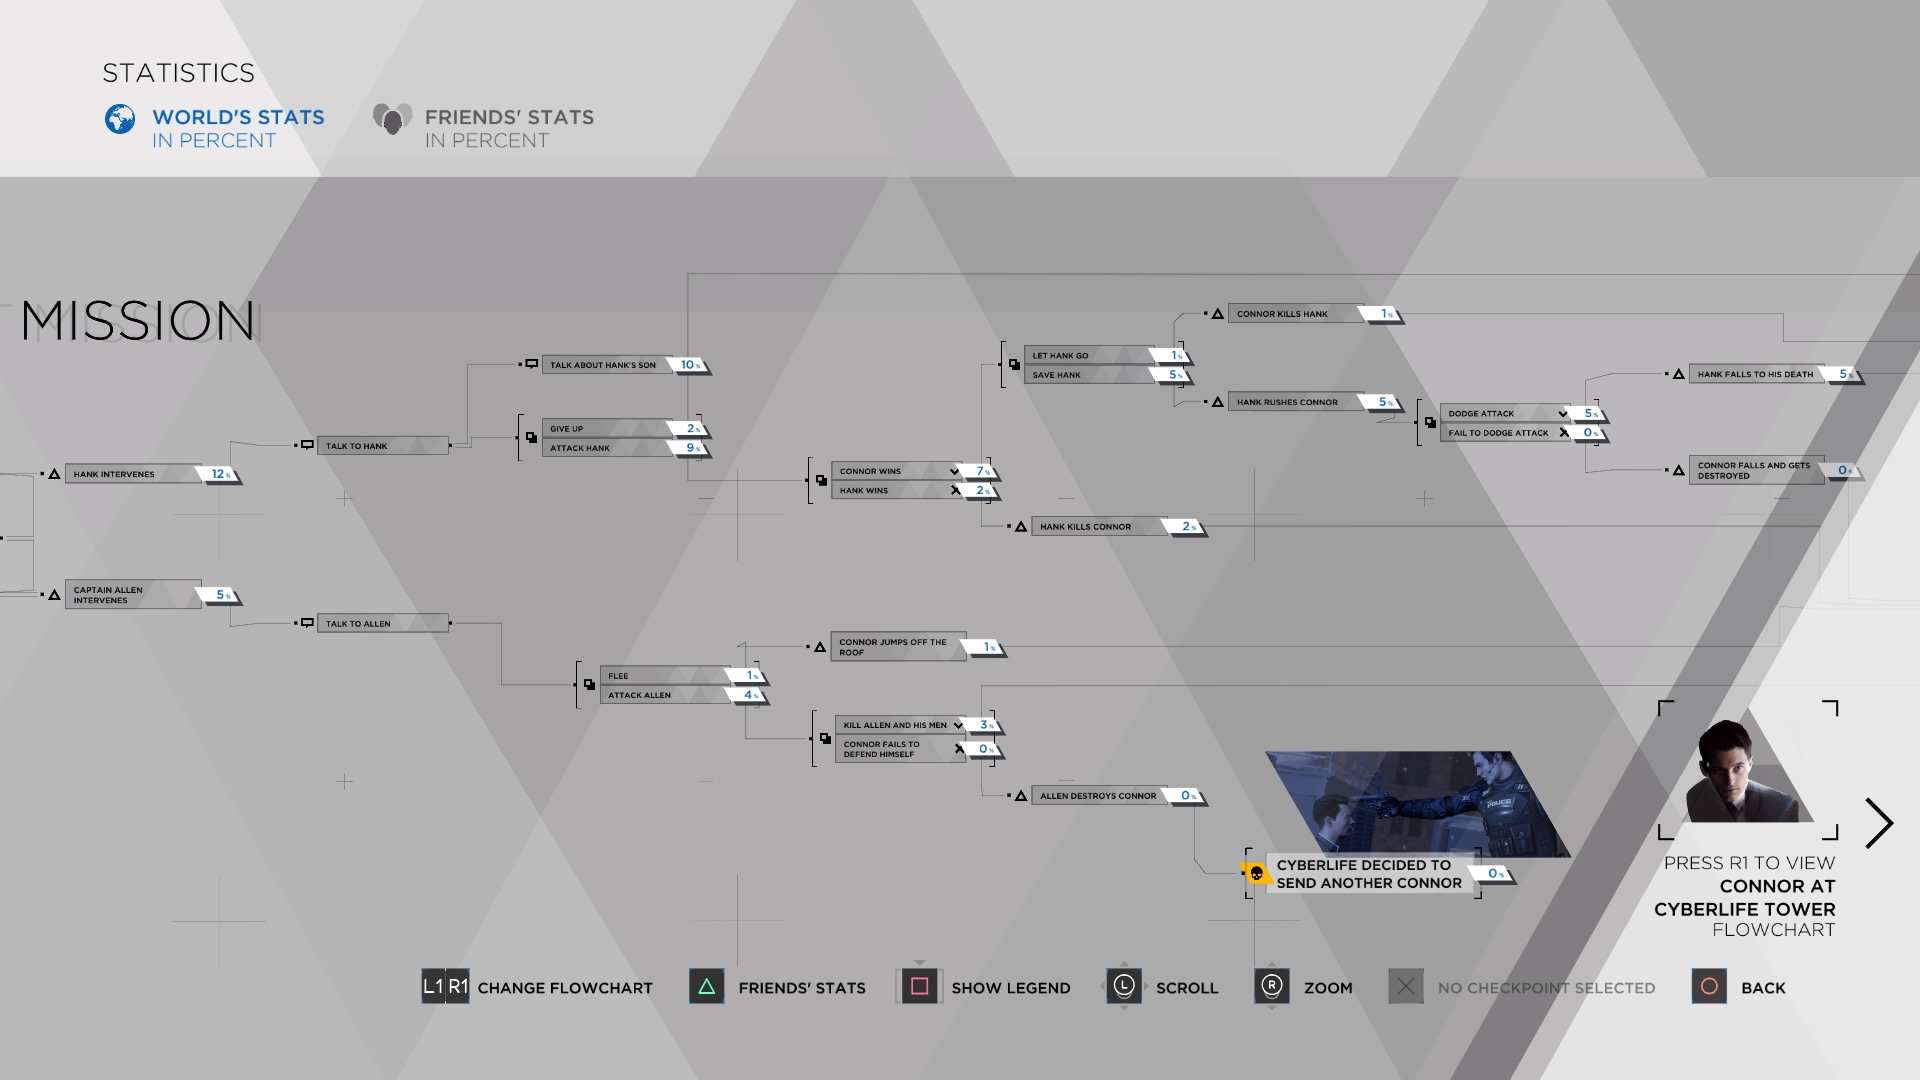 STATISTICS
WORLD'S STATS
IN PERCENT
FRIENDS' STATS
IN PERCENT
MISSION
HANK INTERVENES 12%
CAPTAIN ALLEN
INTERVENES 5%
TALK TO HANK
TALK TO ALLEN
TALK ABOUT HANK'S SON 10%
GIVE UP 2%
ATTACK HANK 9%
FLEE 1%
ATTACK ALLEN 4%
CONNOR WINS 7%
HANK WINS 2%
CONNOR JUMPS OFF THE
ROOF 1%
KILL ALLEN AND HIS MEN 3%
CONNOR FAILS TO
DEFEND HIMSELF 0%
LET HANK GO 1%
SAVE HANK 5%
HANK KILLS CONNOR 2%
ALLEN DESTROYS CONNOR 0%
CONNOR KILLS HANK 1%
HANK RUSHES CONNOR 5%
DODGE ATTACK 5%
FAIL TO DODGE ATTACK 0%
HANK FALLS TO HIS DEATH 5%
CONNOR FALLS AND GETS
DESTROYED 0%
POLICE
CYBERLIFE DECIDED TO
SEND ANOTHER CONNOR 0%
PRESS R1 TO VIEW
CONNOR AT
CYBERLIFE TOWER
FLOWCHART
L1 R1 CHANGE FLOWCHART
FRIENDS' STATS
SHOW LEGEND
L SCROLL
R ZOOM
NO CHECKPOINT SELECTED
BACK